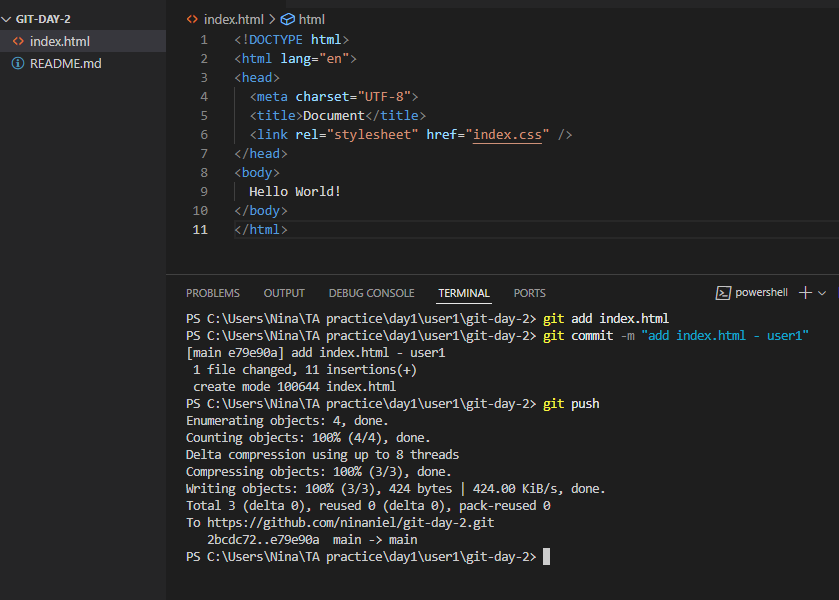 GIT-DAY-2
index.html
README.md
index.html > html
1 <!DOCTYPE html>
2 <html lang="en">
3 <head>
4 <meta charset="UTF-8">
5 <title>Document</title>
6 <link rel="stylesheet" href="index.css" />
7 </head>
8 <body>
9 Hello World!
10 </body>
11 </html>
PROBLEMS OUTPUT DEBUG CONSOLE TERMINAL PORTS powershell
PS C:\Users\Nina\TA practice\day1\user1\git-day-2> git add index.html
PS C:\Users\Nina\TA practice\day1\user1\git-day-2> git commit -m "add index.html - user1"
[main e79e90a] add index.html - user1
1 file changed, 11 insertions(+)
create mode 100644 index.html
PS C:\Users\Nina\TA practice\day1\user1\git-day-2> git push
Enumerating objects: 4, done.
Counting objects: 100% (4/4), done.
Delta compression using up to 8 threads
Compressing objects: 100% (3/3), done.
Writing objects: 100% (3/3), 424 bytes | 424.00 KiB/s, done.
Total 3 (delta 0), reused 0 (delta 0), pack-reused 0
To https://github.com/ninaniel/git-day-2.git
2bcdc72..e79e90a main -> main
PS C:\Users\Nina\TA practice\day1\user1\git-day-2>